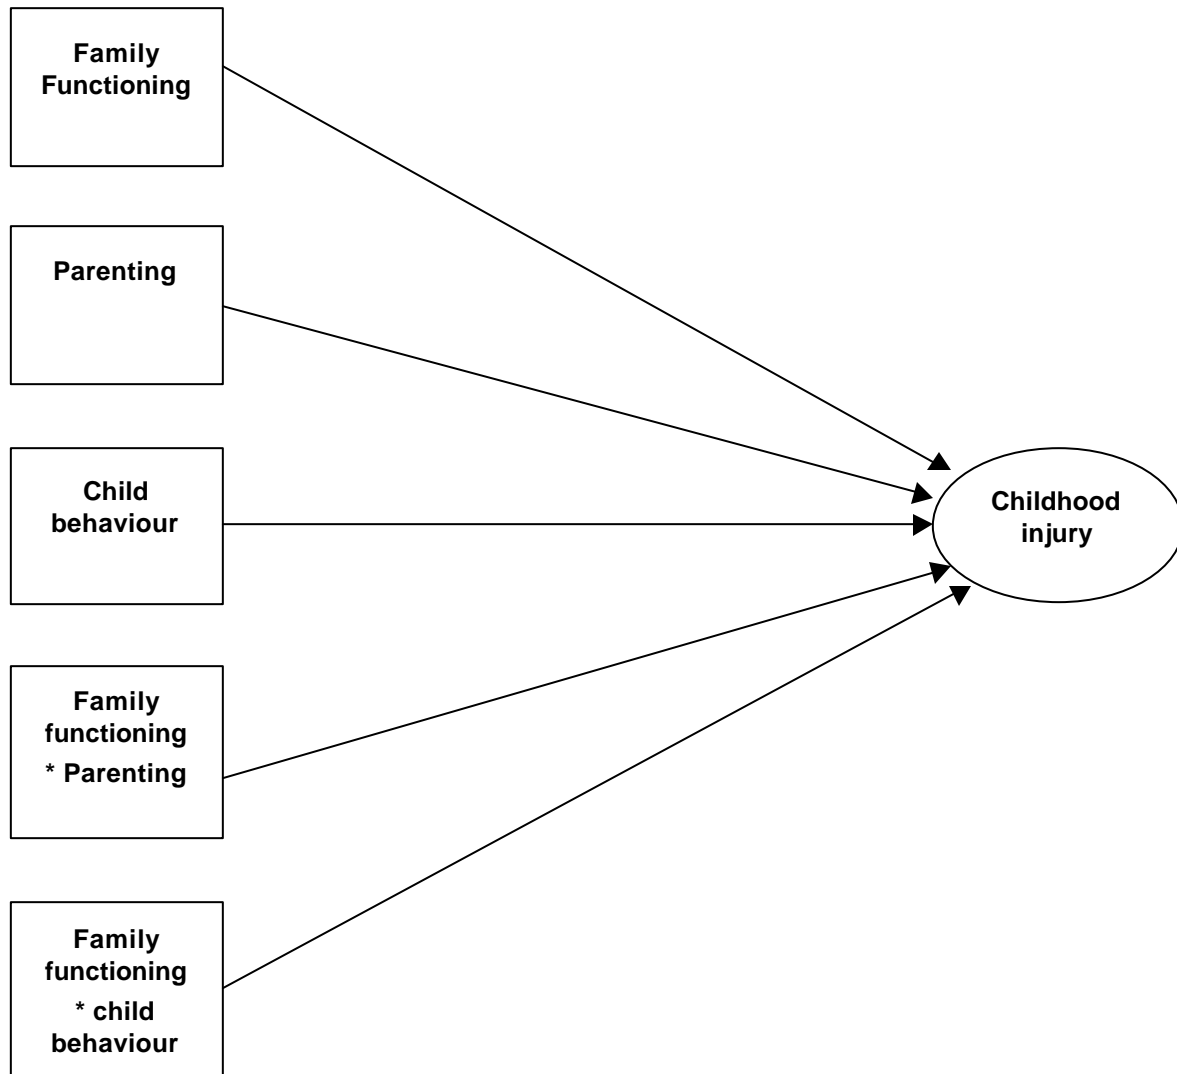 Family
Functioning
Parenting
Child
behaviour
Childhood
injury
Family
functioning
* Parenting
Family
functioning
* child
behaviour